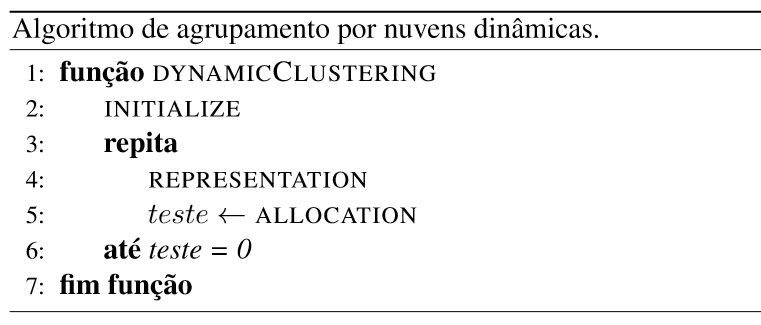 Algoritmo de agrupamento por nuvens dinâmicas.
1: função DYNAMICCLUSTERING
2: INITIALIZE
3: repita
4: REPRESENTATION
5: teste ← ALLOCATION
6: até teste = 0
7: fim função